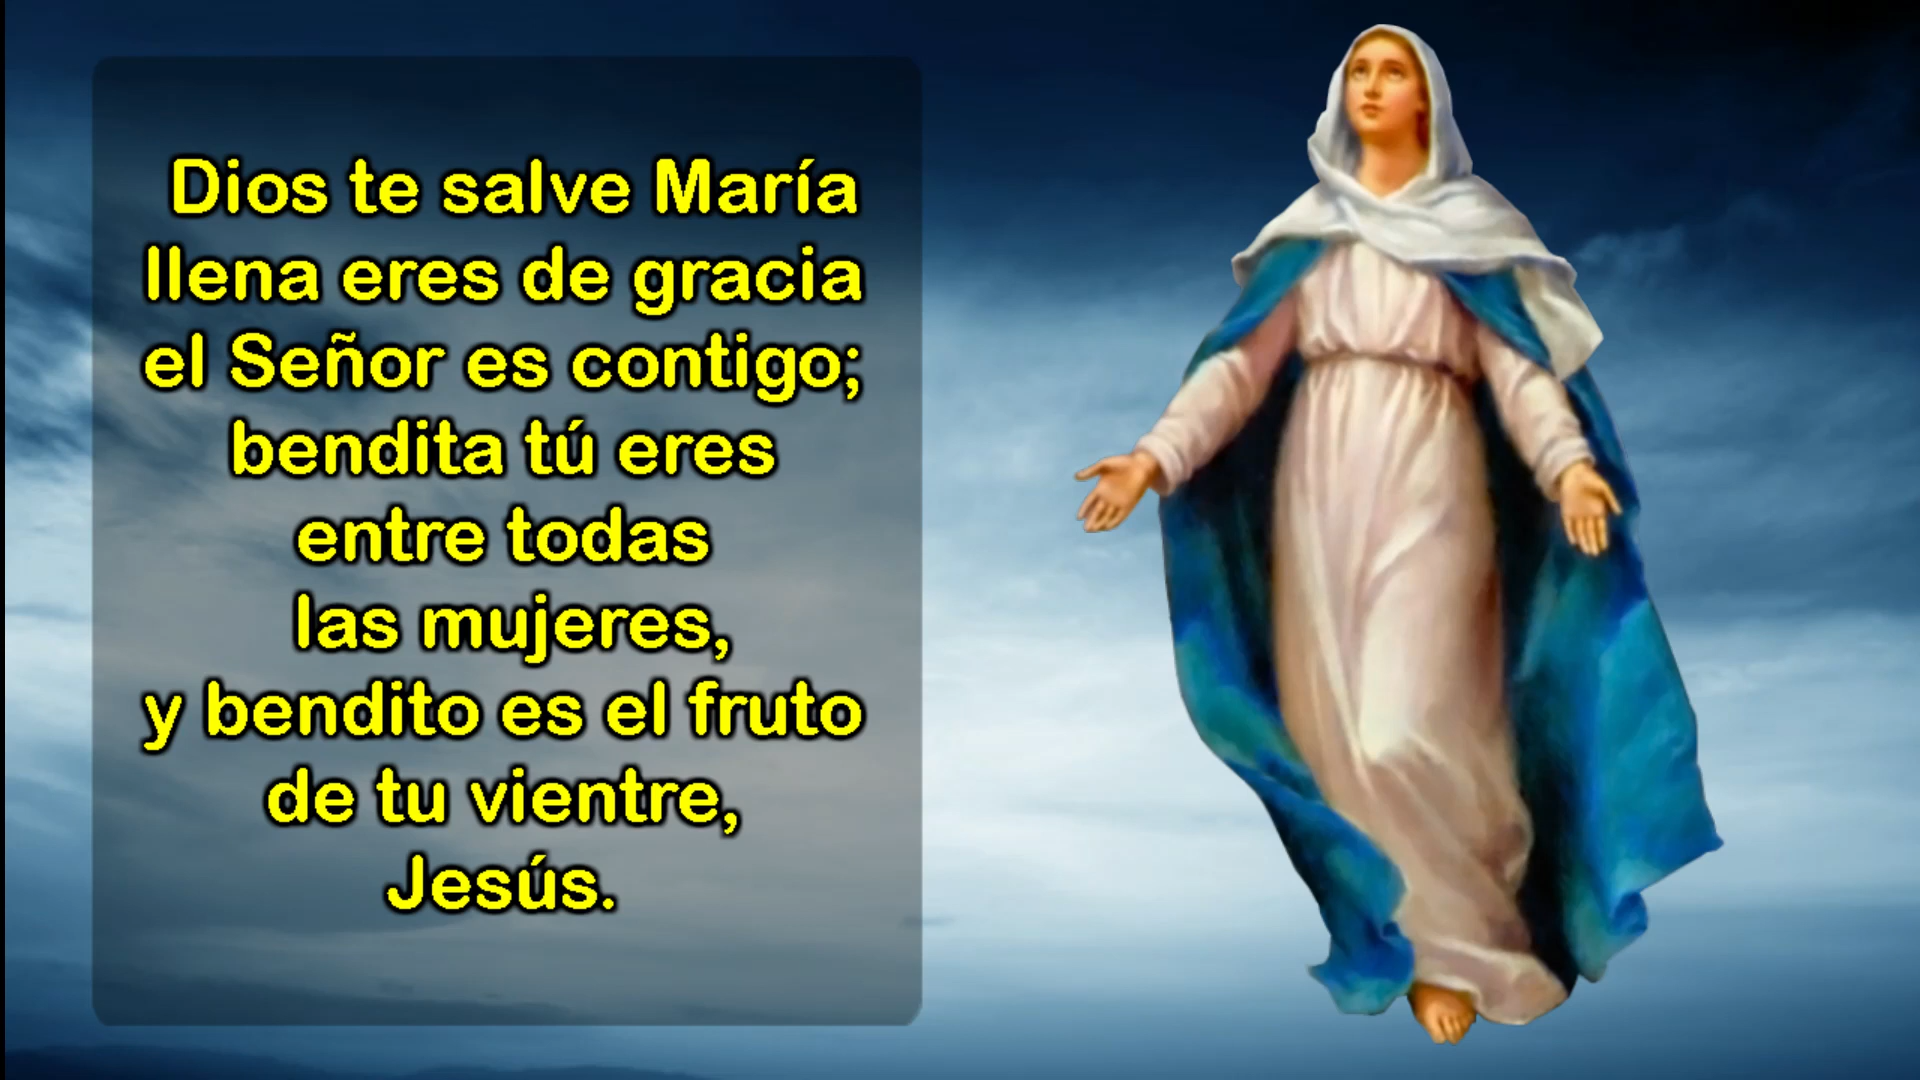 Dios te salve María
llena eres de gracia
el Señor es contigo;
bendita tú eres
entre todas
las mujeres,
y bendito es el fruto
de tu vientre,
Jesús.